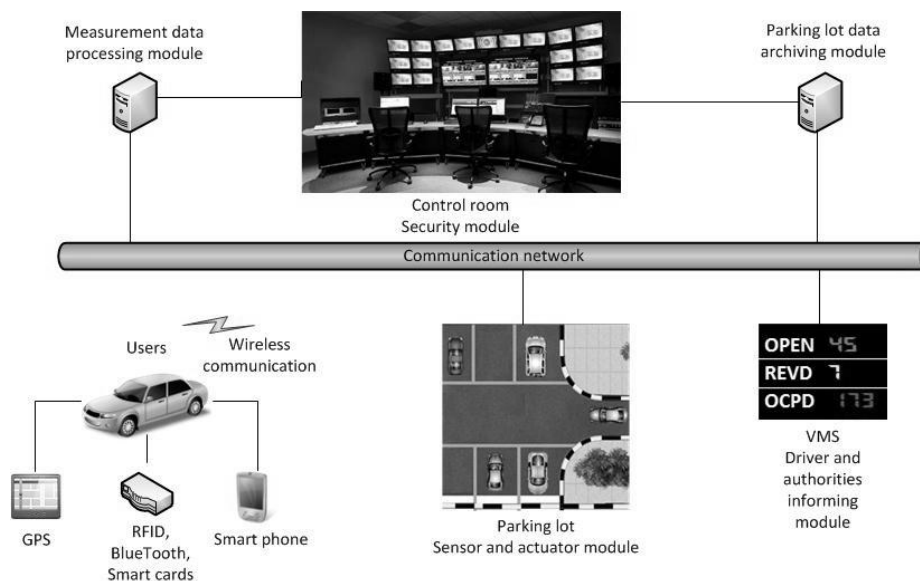 Measurement data
processing module
Parking lot data
archiving module
Control room
Security module
Communication network
Users
Wireless
communication
OPEN 45
REVD 7
OCPD 173
VMS
Driver and
authorities
informing
module
GPS
RFID,
BlueTooth,
Smart cards
Smart phone
Parking lot
Sensor and actuator module